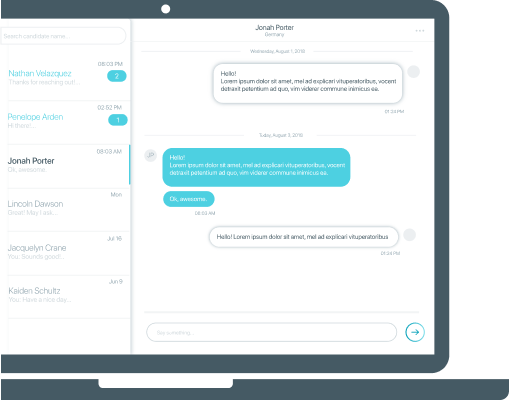 Search candidate name...
08:03 PM
Nathan Velazquez
2
Thanks for reaching out!...
02:52 PM
Penelope Arden
1
Hi there!...
08:03 AM
Jonah Porter
Ok, awesome.
Mon
Lincoln Dawson
Great! May I ask...
Jul 16
Jacquelyn Crane
You: Sounds good!...
Jun 9
Kaiden Schultz
You: Have a nice day...
Jonah Porter
Germany
Wednesday, August 1, 2018
Hello!
Lorem ipsum dolor sit amet, mel ad explicari vituperatoribus, vocent
detraxit petentium ad quo, vim viderer commune inimicus ea.
01:24 PM
Today, August 3, 2018
Hello!
Lorem ipsum dolor sit amet, mel ad explicari vituperatoribus, vocent
detraxit petentium ad quo, vim viderer commune inimicus ea.
Ok, awesome.
08:03 AM
Hello! Lorem ipsum dolor sit amet, mel ad explicari vituperatoribus
01:24 PM
Say something...